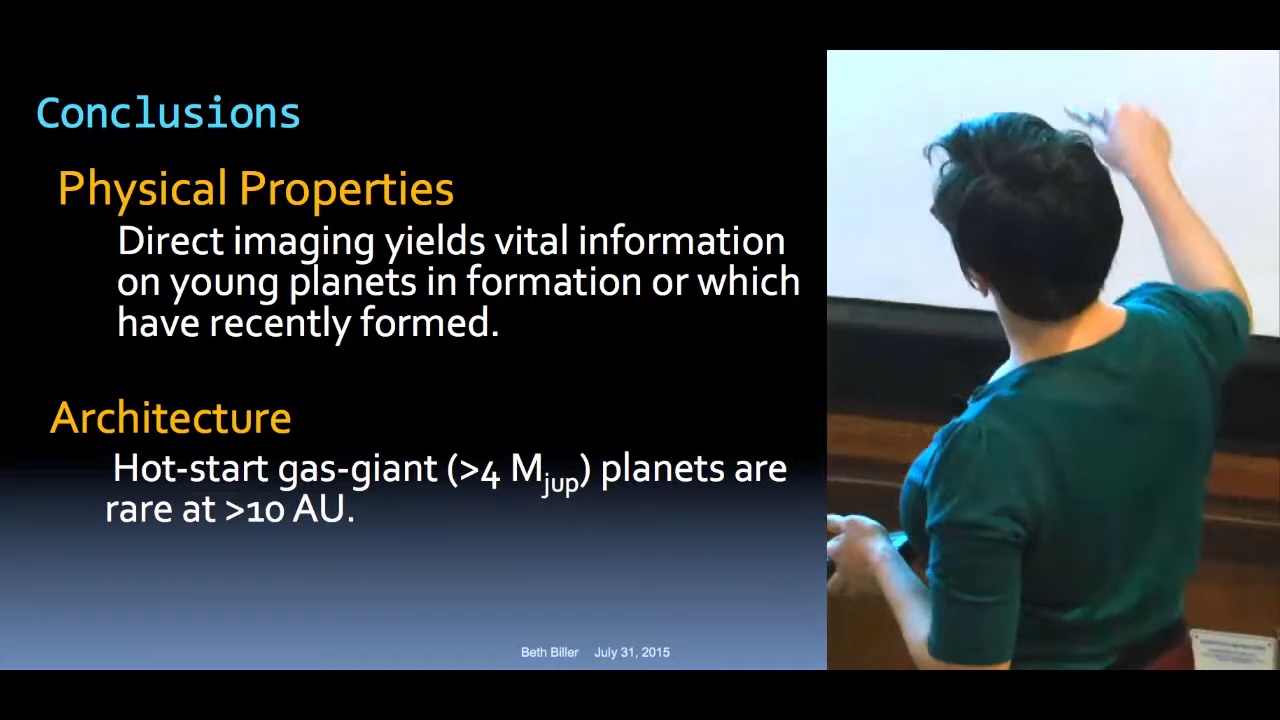 Conclusions
Physical Properties
Direct imaging yields vital information
on young planets in formation or which
have recently formed.
Architecture
Hot-start gas-giant (>4 Mjup) planets are
rare at >10 AU.
Beth Biller July 31, 2015